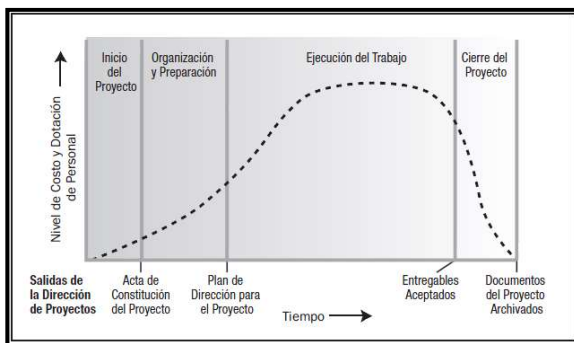 Nivel de Costo y Dotación
de Personal
Inicio
del
Proyecto
Organización
y Preparación
Ejecución del Trabajo
Cierre del
Proyecto
Salidas de
la Dirección
de Proyectos
Acta de
Constitución
del Proyecto
Plan de
Dirección para
el Proyecto
Tiempo
Entregables
Aceptados
Documentos
del Proyecto
Archivados